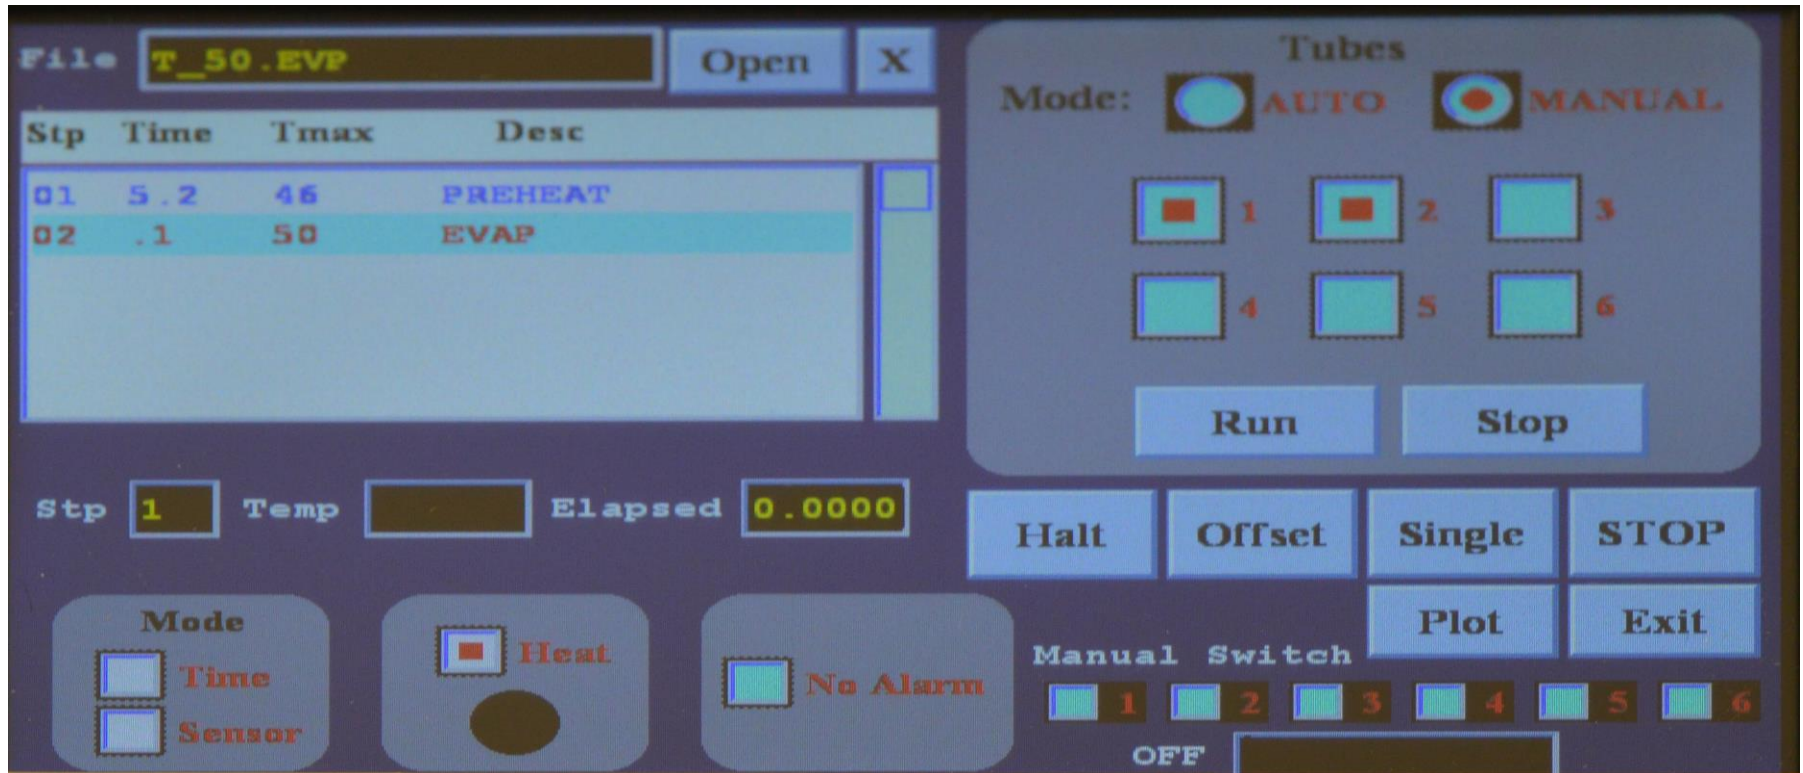 File T_50.EVP Open X
Stp Time Tmax Desc
01 5.2 46 PREHEAT
02 .1 50 EVAP
Stp 1 Temp Elapsed 0.0000
Mode
Time
Sensor
Heat
No Alarm
Tubes
Mode: AUTO MANUAL
1 2 3
4 5 6
Run Stop
Halt Offset Single STOP
Plot Exit
Manual Switch
1 2 3 4 5 6
OFF